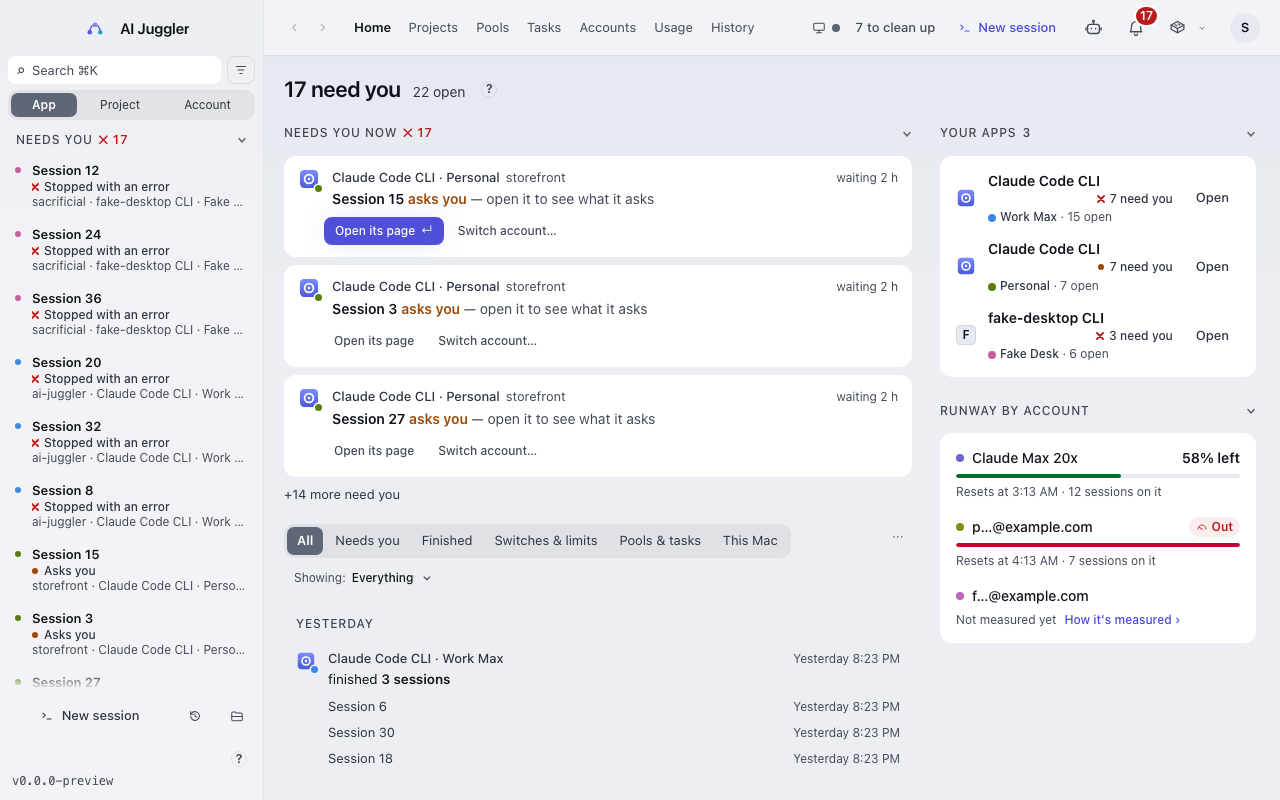 AI Juggler
Search ⌘K
App Project Account
NEEDS YOU ✕ 17
Session 12
✕ Stopped with an error
sacrificial · fake-desktop CLI · Fake ...
Session 24
✕ Stopped with an error
sacrificial · fake-desktop CLI · Fake ...
Session 36
✕ Stopped with an error
sacrificial · fake-desktop CLI · Fake ...
Session 20
✕ Stopped with an error
ai-juggler · Claude Code CLI · Work ...
Session 32
✕ Stopped with an error
ai-juggler · Claude Code CLI · Work ...
Session 8
✕ Stopped with an error
ai-juggler · Claude Code CLI · Work ...
Session 15
Asks you
storefront · Claude Code CLI · Perso...
Session 3
Asks you
storefront · Claude Code CLI · Perso...
Session 27
New session
?
v0.0.0-preview
Home Projects Pools Tasks Accounts Usage History
7 to clean up
New session
17
S
17 need you 22 open ?
NEEDS YOU NOW ✕ 17
Claude Code CLI · Personal storefront waiting 2 h
Session 15 asks you — open it to see what it asks
Open its page ↵ Switch account...
Claude Code CLI · Personal storefront waiting 2 h
Session 3 asks you — open it to see what it asks
Open its page Switch account...
Claude Code CLI · Personal storefront waiting 2 h
Session 27 asks you — open it to see what it asks
Open its page Switch account...
+14 more need you
All Needs you Finished Switches & limits Pools & tasks This Mac ...
Showing: Everything
YESTERDAY
Claude Code CLI · Work Max Yesterday 8:23 PM
finished 3 sessions
Session 6 Yesterday 8:23 PM
Session 30 Yesterday 8:23 PM
Session 18 Yesterday 8:23 PM
YOUR APPS 3
Claude Code CLI
✕ 7 need you Open
Work Max · 15 open
Claude Code CLI
7 need you Open
Personal · 7 open
F
fake-desktop CLI
✕ 3 need you Open
Fake Desk · 6 open
RUNWAY BY ACCOUNT
Claude Max 20x 58% left
Resets at 3:13 AM · 12 sessions on it
p...@example.com Out
Resets at 4:13 AM · 7 sessions on it
f...@example.com
Not measured yet How it's measured ›